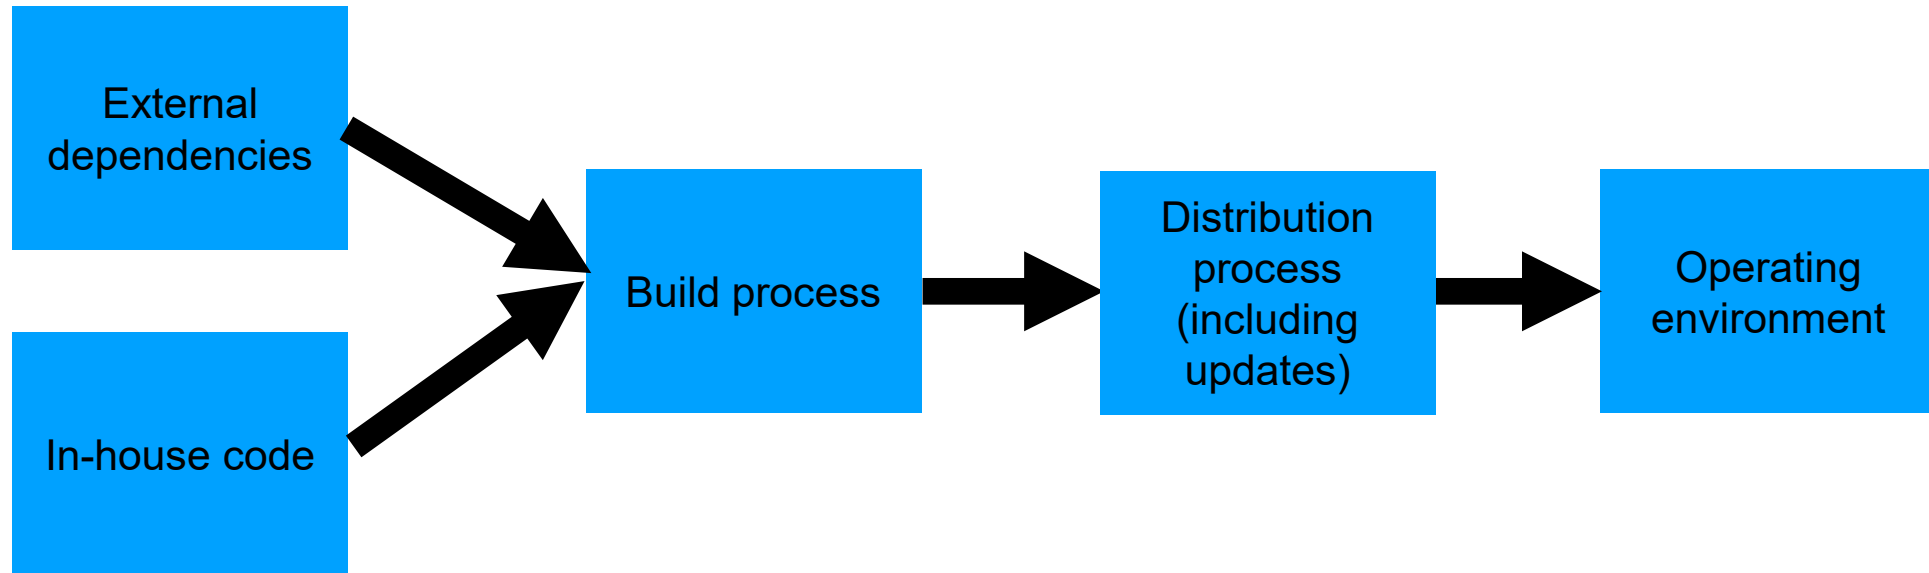 External
dependencies
In-house code
Build process
Distribution
process
(including
updates)
Operating
environment